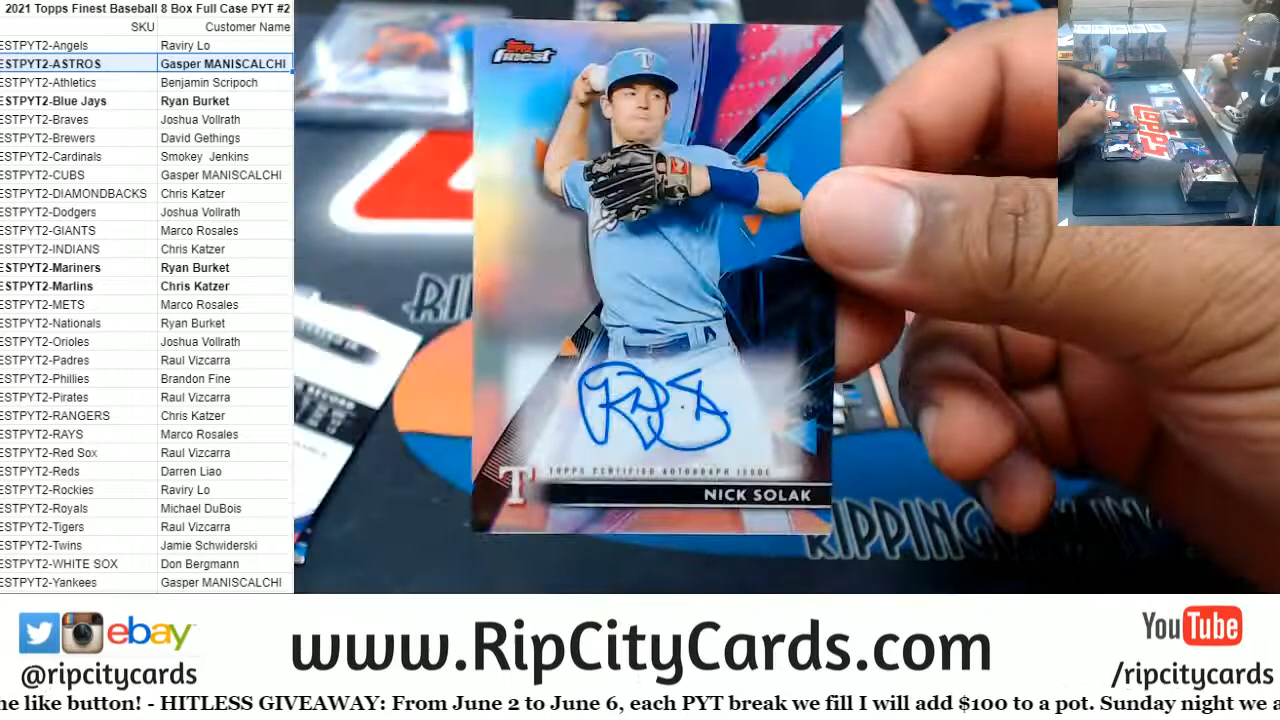 2021 Topps Finest Baseball 8 Box Full Case PYT #2
SKU Customer Name
ESTPYT2-Angels Raviry Lo
ESTPYT2-ASTROS Gasper MANISCALCHI
ESTPYT2-Athletics Benjamin Scripoch
ESTPYT2-Blue Jays Ryan Burket
ESTPYT2-Braves Joshua Vollrath
ESTPYT2-Brewers David Gethings
ESTPYT2-Cardinals Smokey Jenkins
ESTPYT2-CUBS Gasper MANISCALCHI
ESTPYT2-DIAMONDBACKS Chris Katzer
ESTPYT2-Dodgers Joshua Vollrath
ESTPYT2-GIANTS Marco Rosales
ESTPYT2-INDIANS Chris Katzer
ESTPYT2-Mariners Ryan Burket
ESTPYT2-Marlins Chris Katzer
ESTPYT2-METS Marco Rosales
ESTPYT2-Nationals Ryan Burket
ESTPYT2-Orioles Joshua Vollrath
ESTPYT2-Padres Raul Vizcarra
ESTPYT2-Phillies Brandon Fine
ESTPYT2-Pirates Raul Vizcarra
ESTPYT2-RANGERS Chris Katzer
ESTPYT2-RAYS Marco Rosales
ESTPYT2-Red Sox Raul Vizcarra
ESTPYT2-Reds Darren Liao
ESTPYT2-Rockies Raviry Lo
ESTPYT2-Royals Michael DuBois
ESTPYT2-Tigers Raul Vizcarra
ESTPYT2-Twins Jamie Schwiderski
ESTPYT2-WHITE SOX Don Bergmann
ESTPYT2-Yankees Gasper MANISCALCHI
Topps
finest
T
TOPPS CERTIFIED AUTOGRAPH ISSUE
T
NICK SOLAK
RI
RIPPING
Topps
ebay
@ripcitycards
www.RipCityCards.com
YouTube
/ripcitycards
he like button! - HITLESS GIVEAWAY: From June 2 to June 6, each PYT break we fill I will add $100 to a pot. Sunday night we a